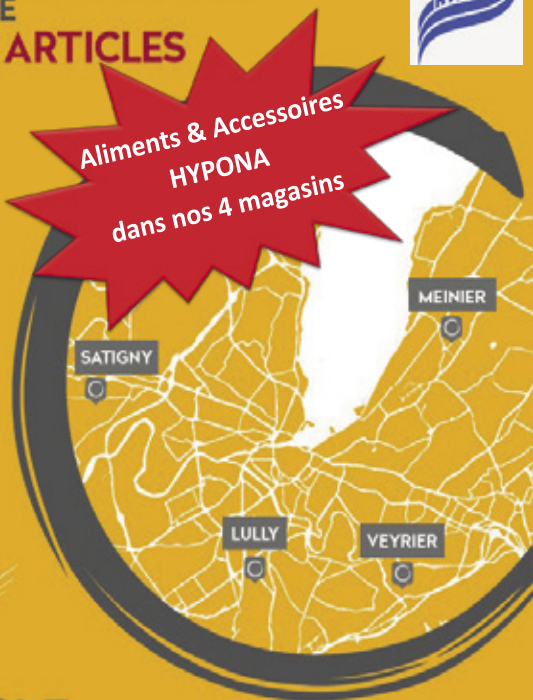 E
ARTICLES
Aliments & Accessoires
HYPONA
dans nos 4 magasins
MEINIER
SATIGNY
LULLY
VEYRIER